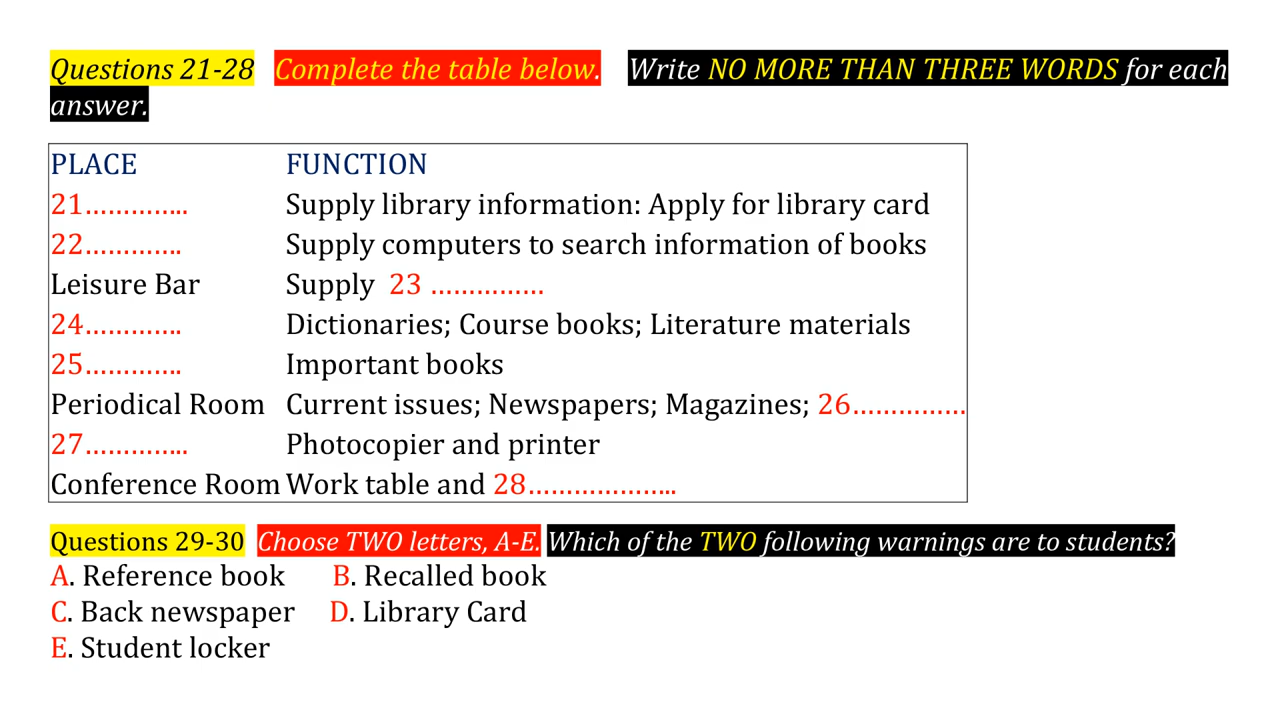 Questions 21-28 Complete the table below. Write NO MORE THAN THREE WORDS for each
answer.
PLACE FUNCTION
21………….. Supply library information: Apply for library card
22…………. Supply computers to search information of books
Leisure Bar Supply 23 ……………
24…………. Dictionaries; Course books; Literature materials
25…………. Important books
Periodical Room Current issues; Newspapers; Magazines; 26……………
27………….. Photocopier and printer
Conference Room Work table and 28………………..
Questions 29-30 Choose TWO letters, A-E. Which of the TWO following warnings are to students?
A. Reference book B. Recalled book
C. Back newspaper D. Library Card
E. Student locker